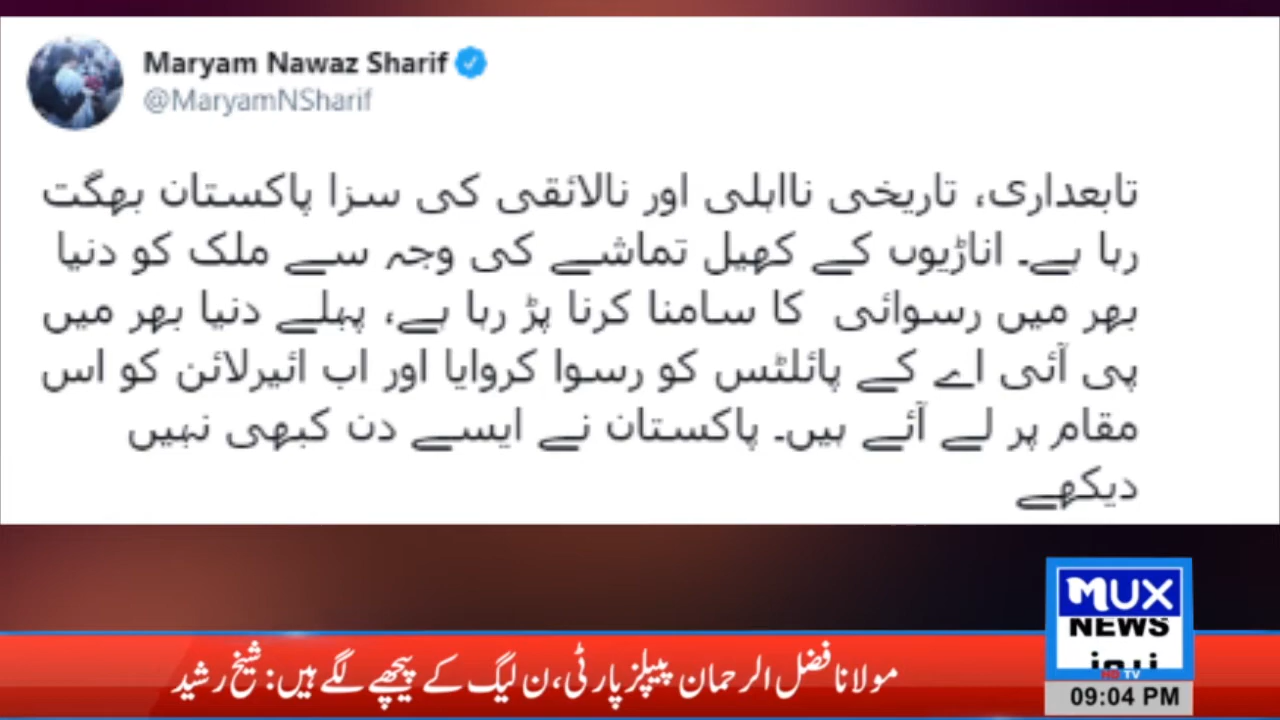 Maryam Nawaz Sharif
@MaryamNSharif
تابعداری، تاریخی نااہلی اور نالائقی کی سزا پاکستان بھگت
رہا ہے۔ اناڑیوں کے کھیل تماشے کی وجہ سے ملک کو دنیا
بھر میں رسوائی کا سامنا کرنا پڑ رہا ہے، پہلے دنیا بھر میں
پی آئی اے کے پائلٹس کو رسوا کروایا اور اب ائیرلائن کو اس
مقام پر لے آئے ہیں۔ پاکستان نے ایسے دن کبھی نہیں
دیکھے
MUX
NEWS
نیوز
HD TV
مولانا فضل الرحمان پیپلز پارٹی، ن لیگ کے پیچھے لگے ہیں: شیخ رشید
09:04 PM